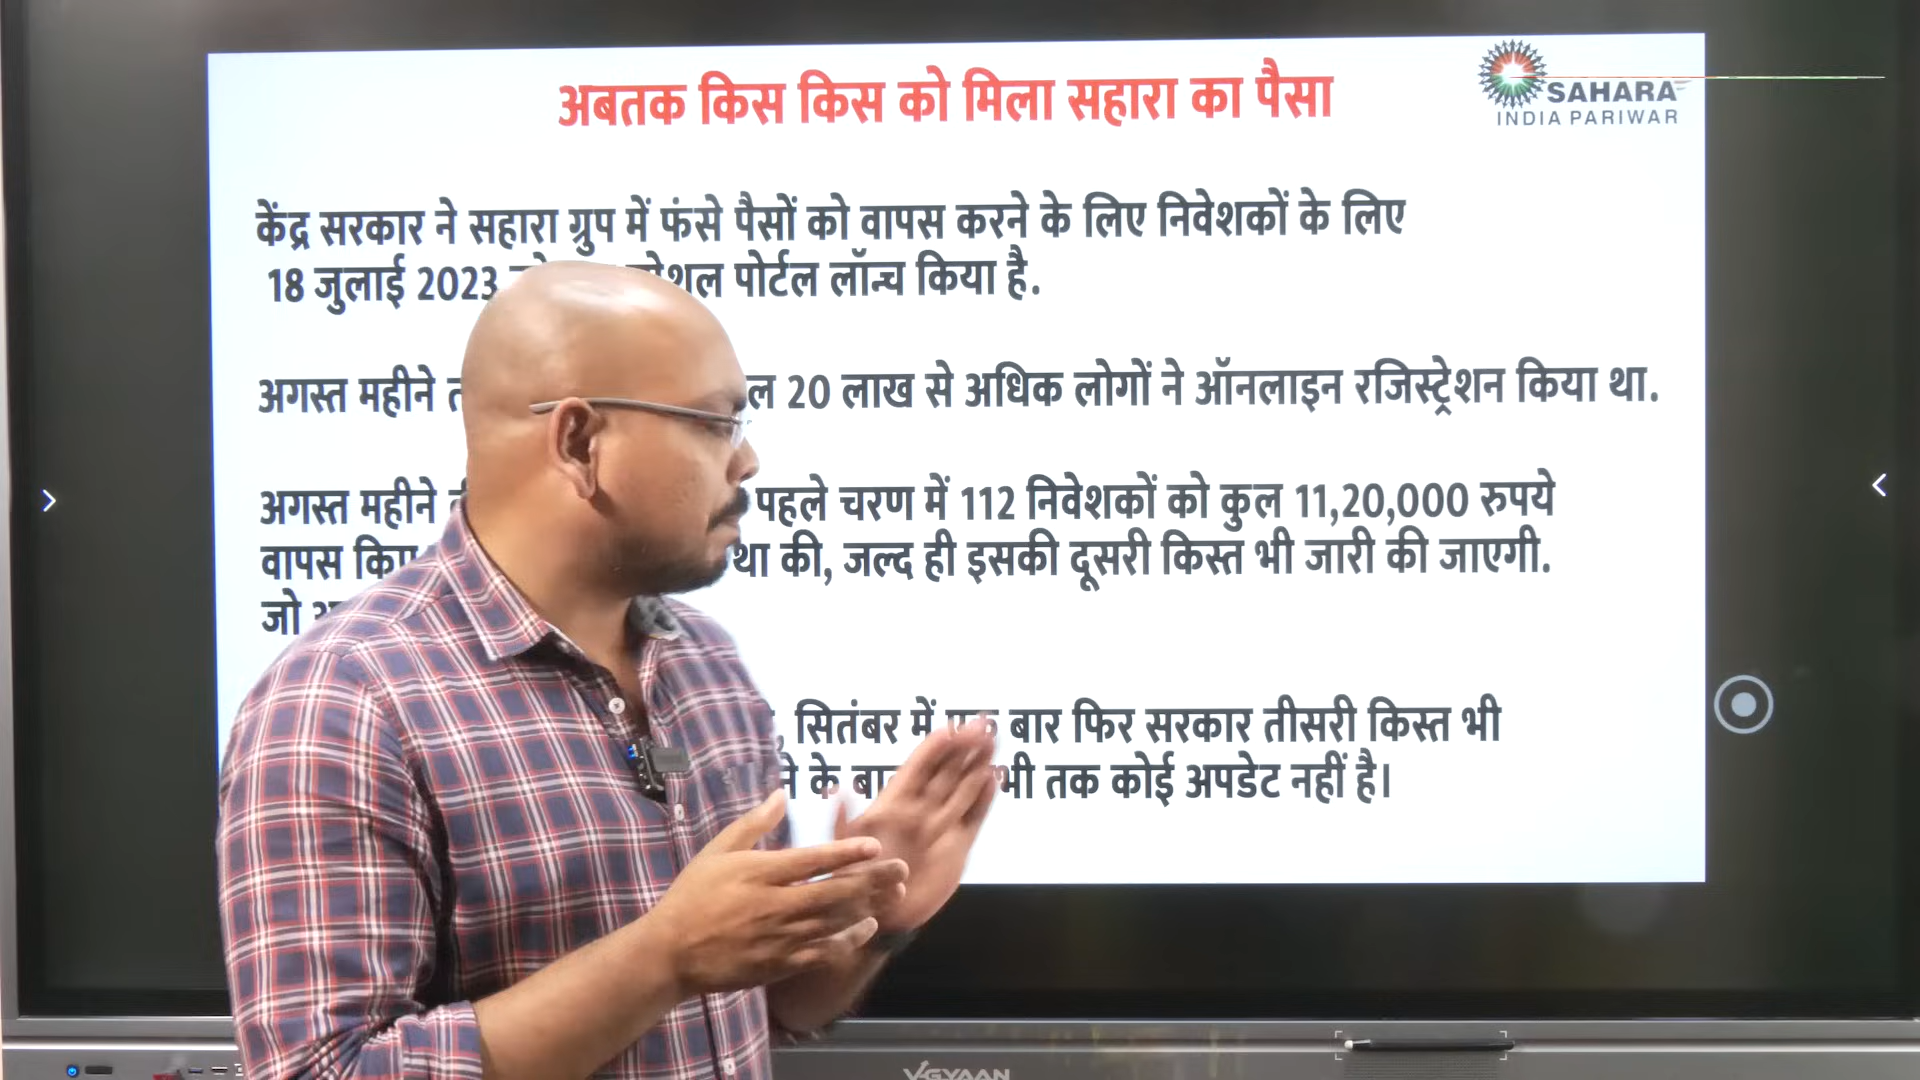 अबतक किस किस को मिला सहारा का पैसा
SAHARA
INDIA PARIWAR
केंद्र सरकार ने सहारा ग्रुप में फंसे पैसों को वापस करने के लिए निवेशकों के लिए
18 जुलाई 2023 पोर्टल लॉन्च किया है.
अगस्त महीने 20 लाख से अधिक लोगों ने ऑनलाइन रजिस्ट्रेशन किया था.
अगस्त महीने पहले चरण में 112 निवेशकों को कुल 11,20,000 रुपये
वापस था की, जल्द ही इसकी दूसरी किस्त भी जारी की जाएगी.
जो
, सितंबर में एक बार फिर सरकार तीसरी किस्त भी
के तक कोई अपडेट नहीं है।
V-GYAAN